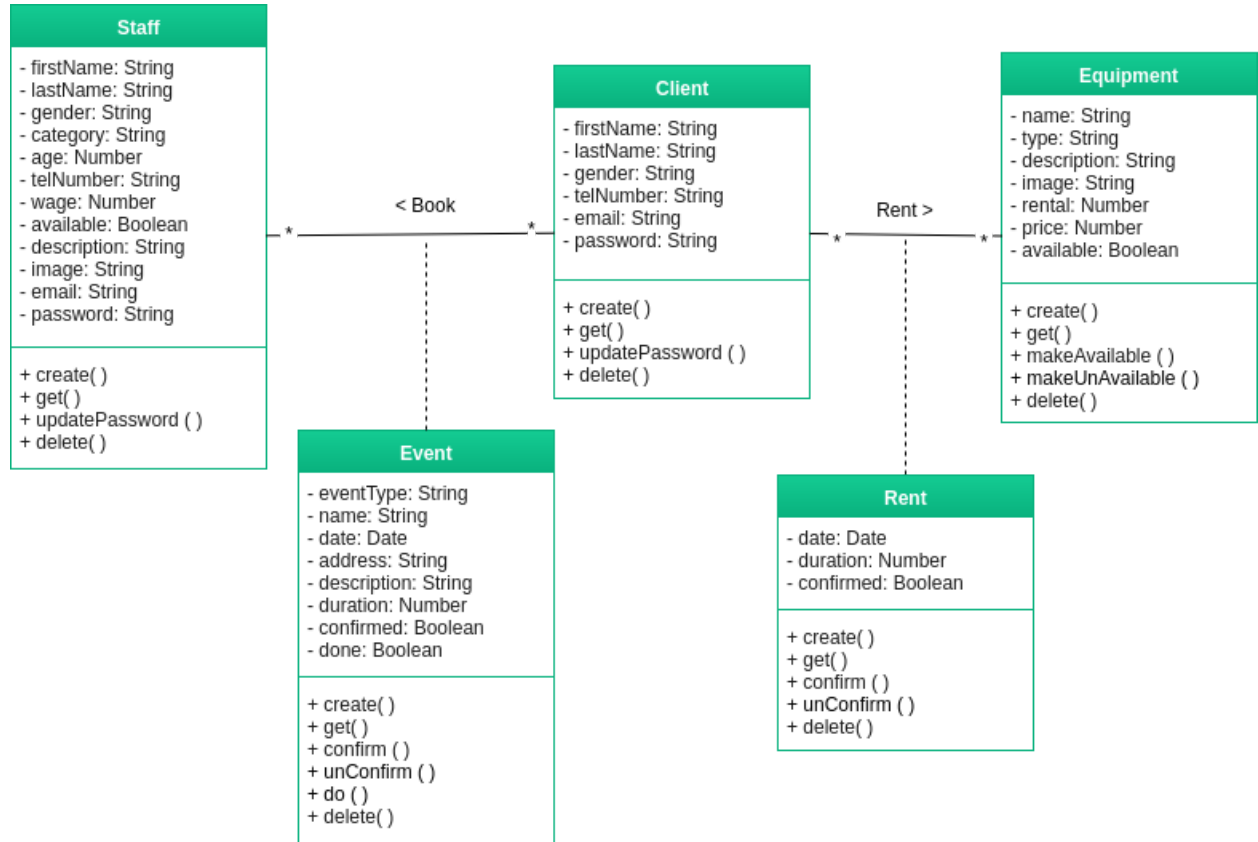 Staff
- firstName: String
- lastName: String
- gender: String
- category: String
- age: Number
- telNumber: String
- wage: Number
- available: Boolean
- description: String
- image: String
- email: String
- password: String
+ create( )
+ get( )
+ updatePassword ( )
+ delete( )
< Book
*
*
Client
- firstName: String
- lastName: String
- gender: String
- telNumber: String
- email: String
- password: String
+ create( )
+ get( )
+ updatePassword ( )
+ delete( )
Rent >
*
*
Equipment
- name: String
- type: String
- description: String
- image: String
- rental: Number
- price: Number
- available: Boolean
+ create( )
+ get( )
+ makeAvailable ( )
+ makeUnAvailable ( )
+ delete( )
Event
- eventType: String
- name: String
- date: Date
- address: String
- description: String
- duration: Number
- confirmed: Boolean
- done: Boolean
+ create( )
+ get( )
+ confirm ( )
+ unConfirm ( )
+ do ( )
+ delete( )
Rent
- date: Date
- duration: Number
- confirmed: Boolean
+ create( )
+ get( )
+ confirm ( )
+ unConfirm ( )
+ delete( )